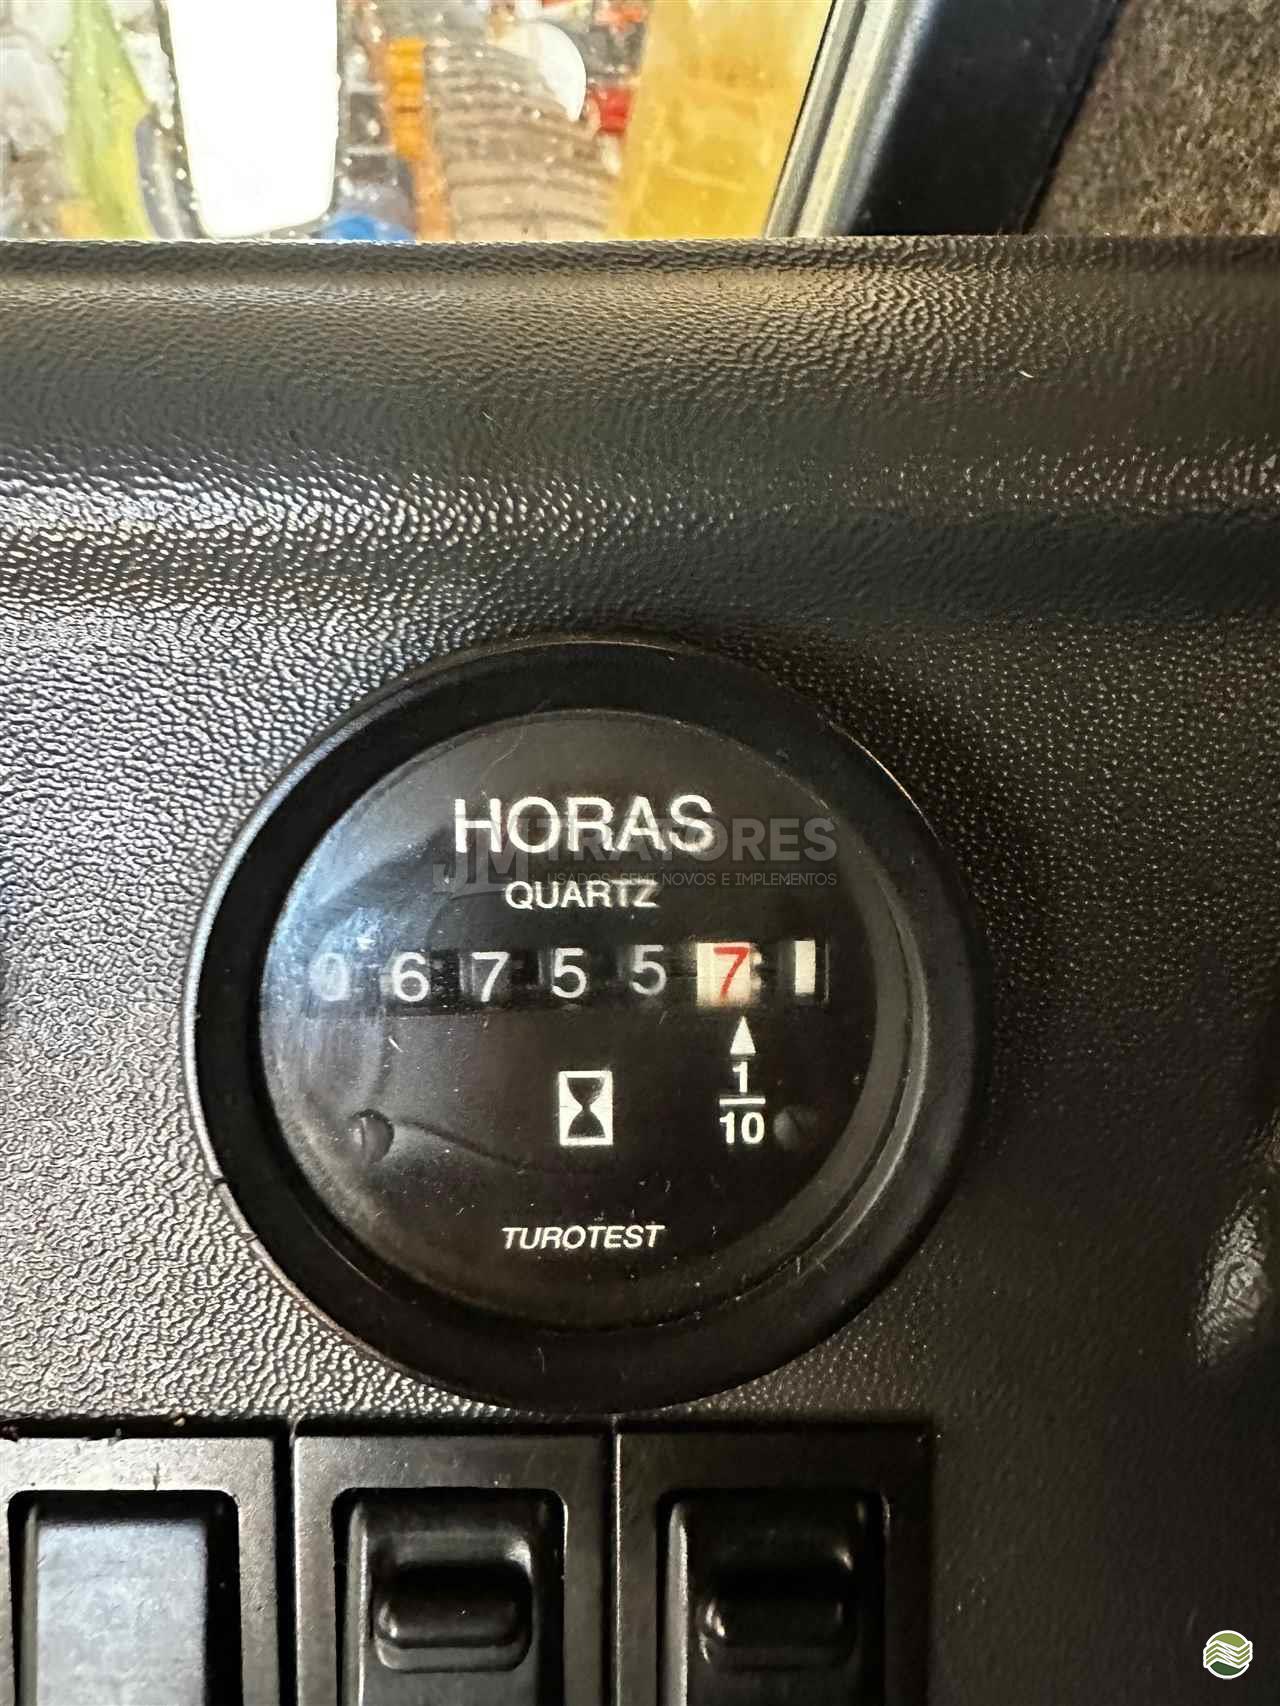 HORAS
JM TRATORES
USADOS, SEMI NOVOS E IMPLEMENTOS
QUARTZ
067557
1
10
TUROTEST